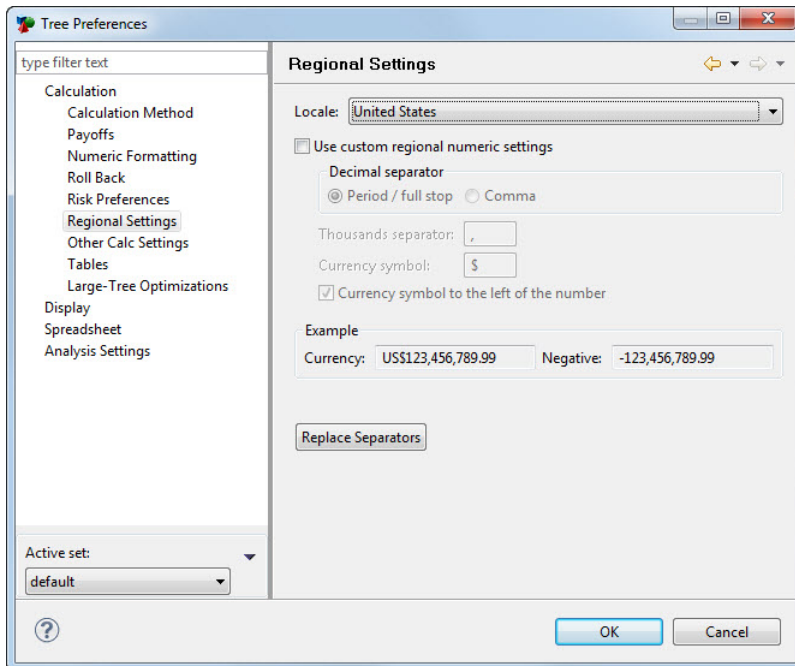 Tree Preferences
type filter text
Calculation
Calculation Method
Payoffs
Numeric Formatting
Roll Back
Risk Preferences
Regional Settings
Other Calc Settings
Tables
Large-Tree Optimizations
Display
Spreadsheet
Analysis Settings
Active set:
default
Regional Settings
Locale: United States
Use custom regional numeric settings
Decimal separator
Period / full stop Comma
Thousands separator: ,
Currency symbol: $
Currency symbol to the left of the number
Example
Currency: US$123,456,789.99 Negative: -123,456,789.99
Replace Separators
?
OK Cancel